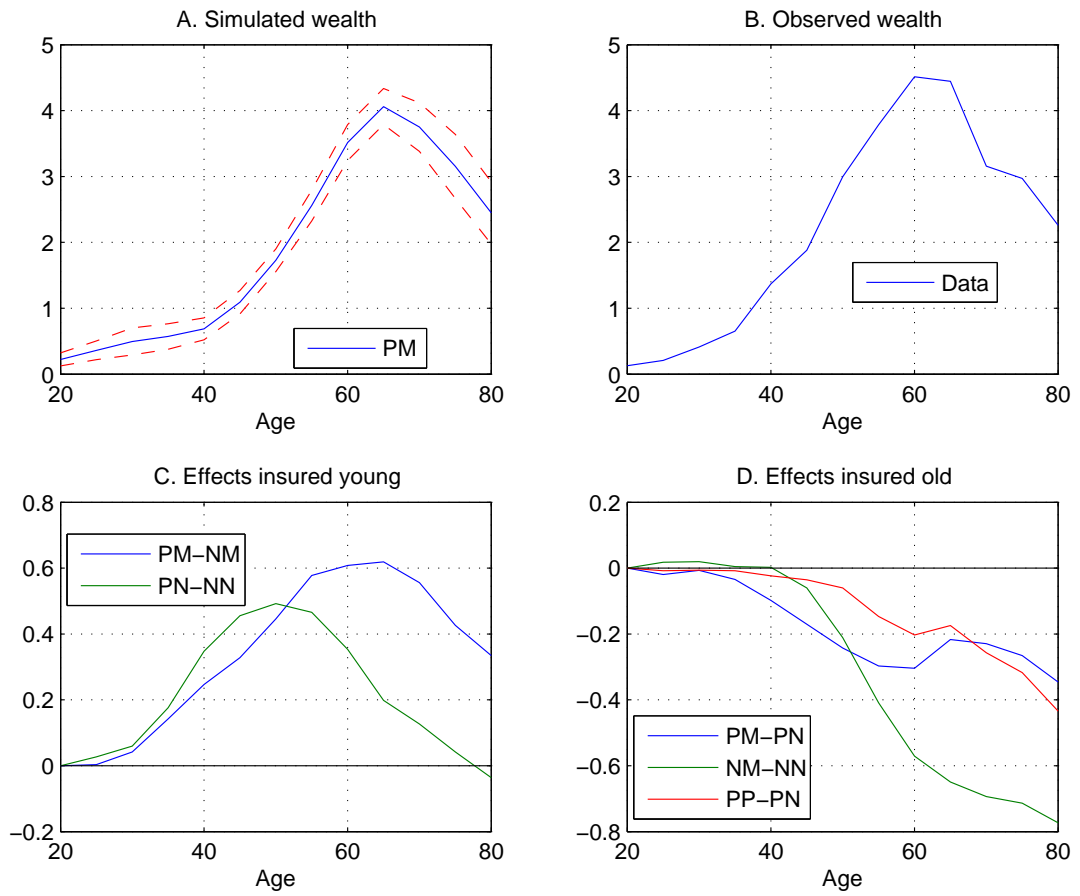 A. Simulated wealth
5
4
3
2
1
0
20 40 60 80
Age
PM
B. Observed wealth
5
4
3
2
1
0
20 40 60 80
Age
Data
C. Effects insured young
0.8
0.6
0.4
0.2
0
−0.2
20 40 60 80
Age
PM−NM
PN−NN
D. Effects insured old
0.2
0
−0.2
−0.4
−0.6
−0.8
20 40 60 80
Age
PM−PN
NM−NN
PP−PN